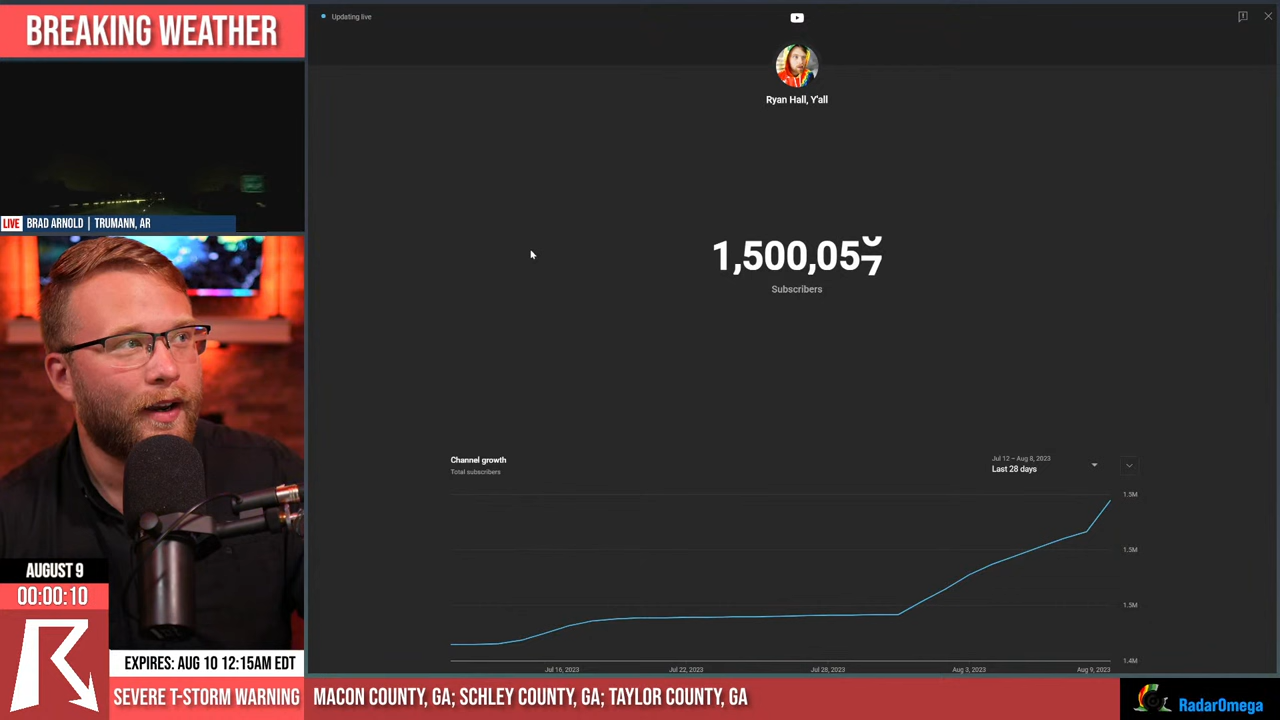 BREAKING WEATHER
LIVE BRAD ARNOLD | TRUMANN, AR
AUGUST 9
00:00:10
EXPIRES: AUG 10 12:15AM EDT
SEVERE T-STORM WARNING
MACON COUNTY, GA; SCHLEY COUNTY, GA; TAYLOR COUNTY, GA
Updating live
Ryan Hall, Y'all
1,500,057
Subscribers
Channel growth
Total subscribers
Jul 12 – Aug 8, 2023
Last 28 days
1.5M
1.5M
1.5M
1.4M
Jul 16, 2023
Jul 22, 2023
Jul 28, 2023
Aug 3, 2023
Aug 9, 2023
RadarOmega